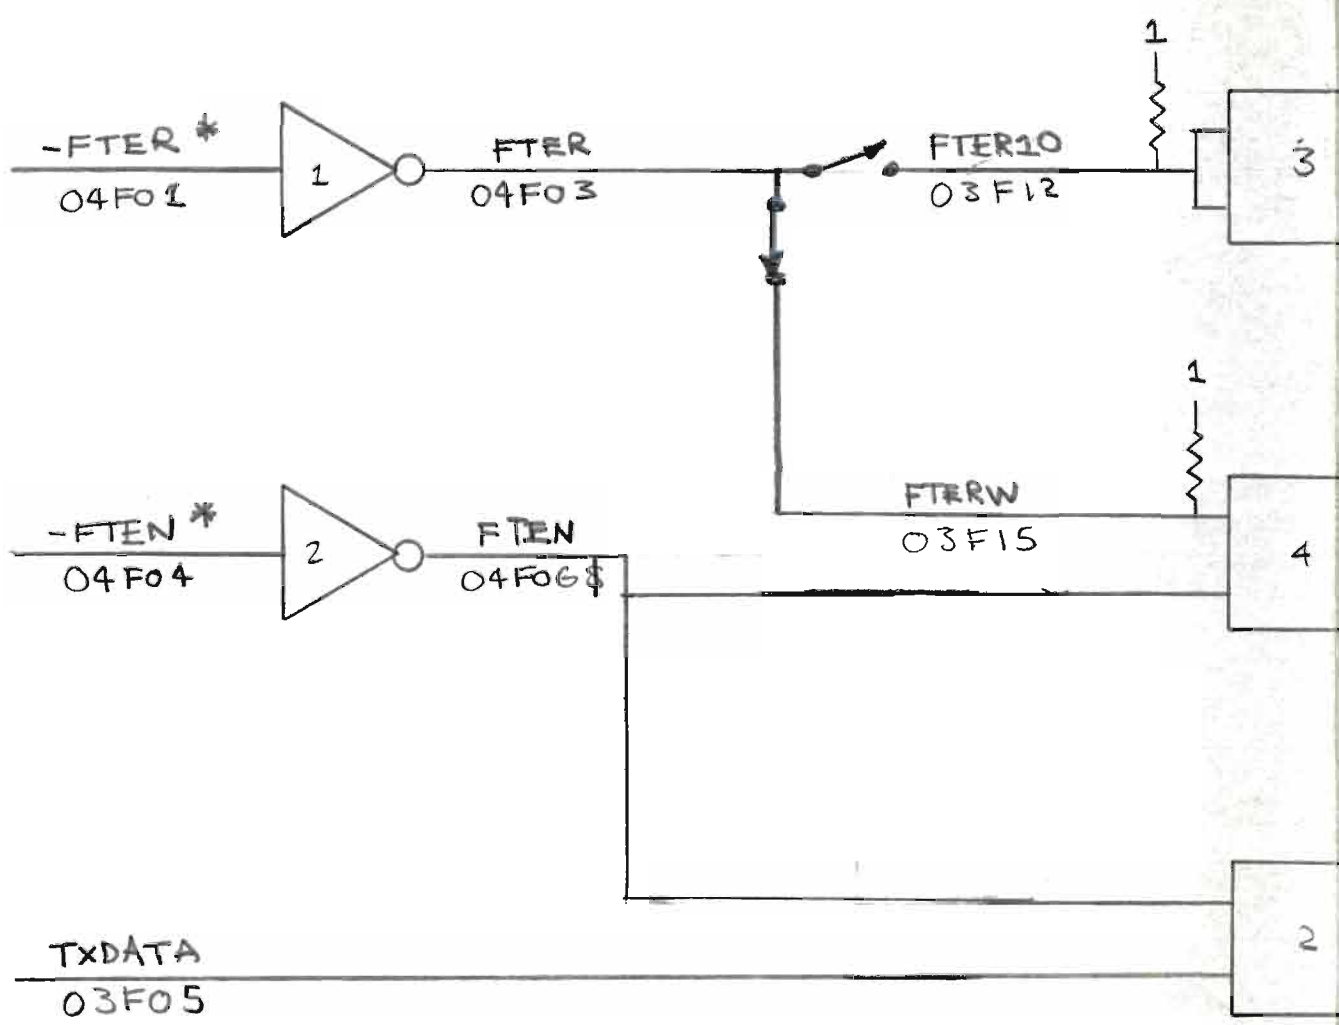 1
-FTER *
04F01
1
FTER
04F03
FTER10
03F12
3
1
FTERW
03F15
-FTEN *
04F04
2
FTEN
04F06$
4
2
TXDATA
03F05